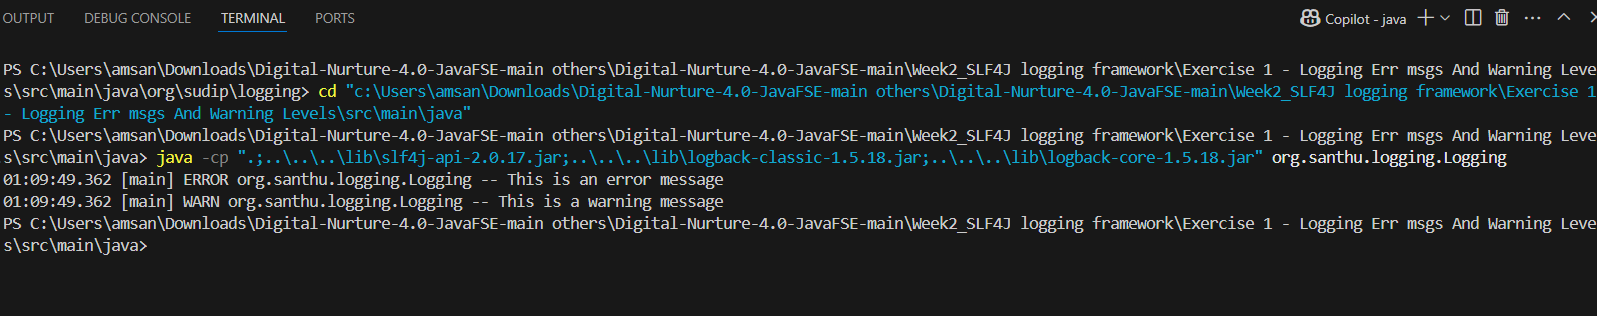 OUTPUT DEBUG CONSOLE TERMINAL PORTS Copilot - java
PS C:\Users\amsan\Downloads\Digital-Nurture-4.0-JavaFSE-main others\Digital-Nurture-4.0-JavaFSE-main\Week2_SLF4J logging framework\Exercise 1 - Logging Err msgs And Warning Leve
s\src\main\java\org\sudip\logging> cd "c:\Users\amsan\Downloads\Digital-Nurture-4.0-JavaFSE-main others\Digital-Nurture-4.0-JavaFSE-main\Week2_SLF4J logging framework\Exercise 1
- Logging Err msgs And Warning Levels\src\main\java"
PS C:\Users\amsan\Downloads\Digital-Nurture-4.0-JavaFSE-main others\Digital-Nurture-4.0-JavaFSE-main\Week2_SLF4J logging framework\Exercise 1 - Logging Err msgs And Warning Leve
s\src\main\java> java -cp ".;..\..\..\lib\slf4j-api-2.0.17.jar;..\..\..\lib\logback-classic-1.5.18.jar;..\..\..\lib\logback-core-1.5.18.jar" org.santhu.logging.Logging
01:09:49.362 [main] ERROR org.santhu.logging.Logging -- This is an error message
01:09:49.362 [main] WARN org.santhu.logging.Logging -- This is a warning message
PS C:\Users\amsan\Downloads\Digital-Nurture-4.0-JavaFSE-main others\Digital-Nurture-4.0-JavaFSE-main\Week2_SLF4J logging framework\Exercise 1 - Logging Err msgs And Warning Leve
s\src\main\java>